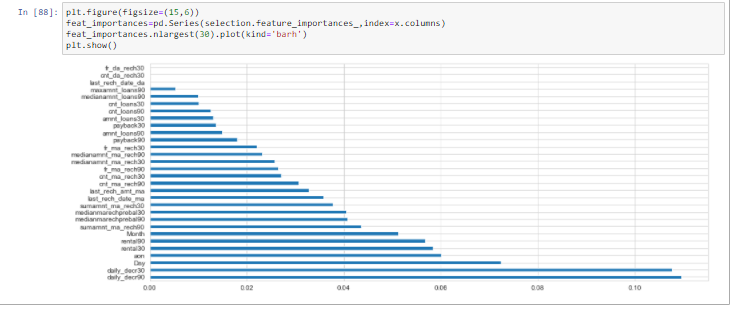 In [88]: plt.figure(figsize=(15,6))
feat_importances=pd.Series(selection.feature_importances_,index=x.columns)
feat_importances.nlargest(30).plot(kind='barh')
plt.show()
fr_da_rech30
cnt_da_rech30
last_rech_date_da
maxamnt_loans90
medianamnt_loans90
cnt_loans30
cnt_loans90
amnt_loans30
payback30
amnt_loans90
payback90
fr_ma_rech30
medianamnt_ma_rech90
medianamnt_ma_rech30
fr_ma_rech90
cnt_ma_rech30
cnt_ma_rech90
last_rech_amt_ma
last_rech_date_ma
sumamnt_ma_rech30
medianmarechprebal30
medianmarechprebal90
sumamnt_ma_rech90
Month
rental90
rental30
aon
Day
daily_decr30
daily_decr90
0.00 0.02 0.04 0.06 0.08 0.10